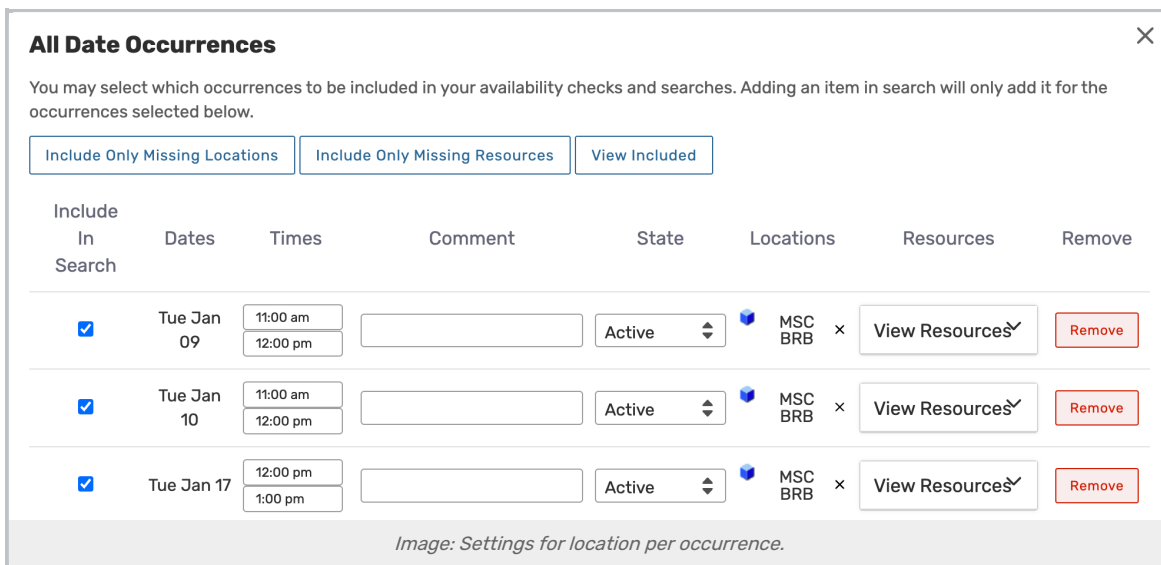 All Date Occurrences
You may select which occurrences to be included in your availability checks and searches. Adding an item in search will only add it for the
occurrences selected below.
Include Only Missing Locations Include Only Missing Resources View Included
Include
In
Search
Dates Times Comment State Locations Resources Remove
Tue Jan
09
11:00 am
12:00 pm
Active
MSC
BRB
×
View Resources
Remove
Tue Jan
10
11:00 am
12:00 pm
Active
MSC
BRB
×
View Resources
Remove
Tue Jan 17
12:00 pm
1:00 pm
Active
MSC
BRB
×
View Resources
Remove
Image: Settings for location per occurrence.